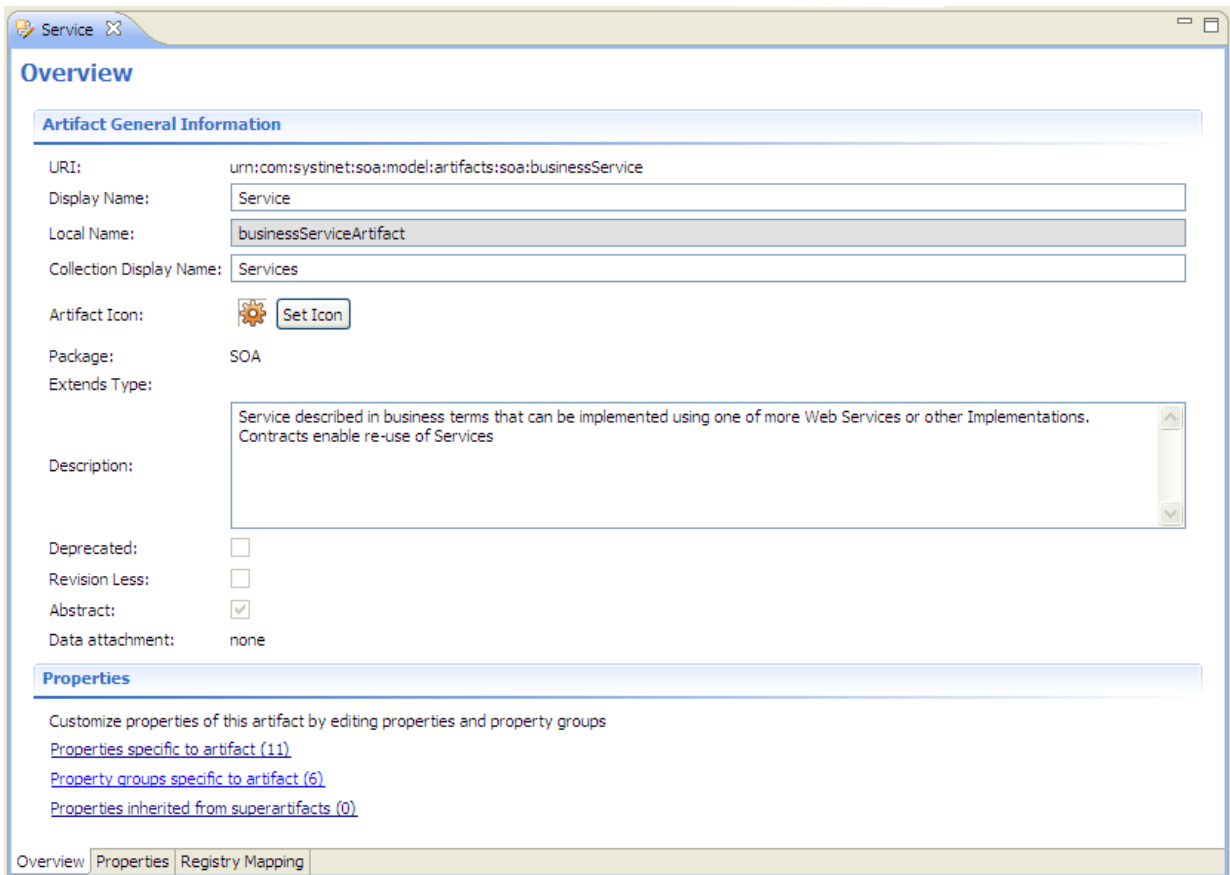 Service
Overview
Artifact General Information
URI: urn:com:systinet:soa:model:artifacts:soa:businessService
Display Name: Service
Local Name: businessServiceArtifact
Collection Display Name: Services
Artifact Icon: Set Icon
Package: SOA
Extends Type:
Service described in business terms that can be implemented using one of more Web Services or other Implementations.
Contracts enable re-use of Services
Description:
Deprecated:
Revision Less:
Abstract:
Data attachment: none
Properties
Customize properties of this artifact by editing properties and property groups
Properties specific to artifact (11)
Property groups specific to artifact (6)
Properties inherited from superartifacts (0)
Overview Properties Registry Mapping